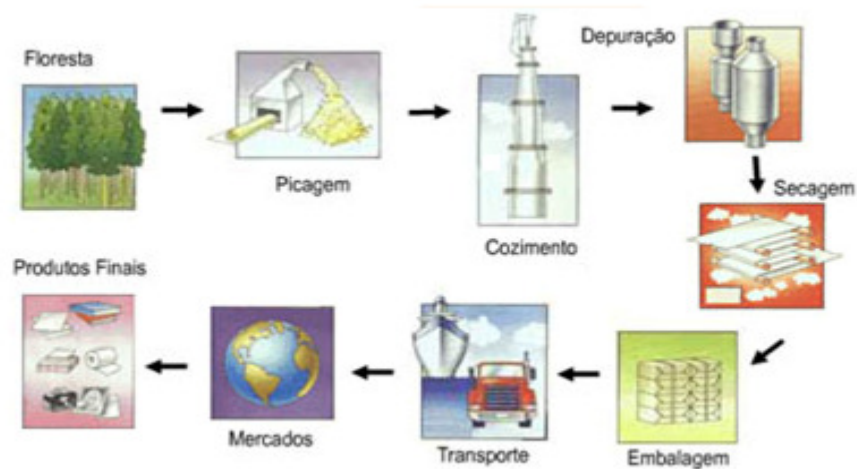 Floresta
Picagem
Cozimento
Depuração
Secagem
Embalagem
Transporte
Mercados
Produtos Finais